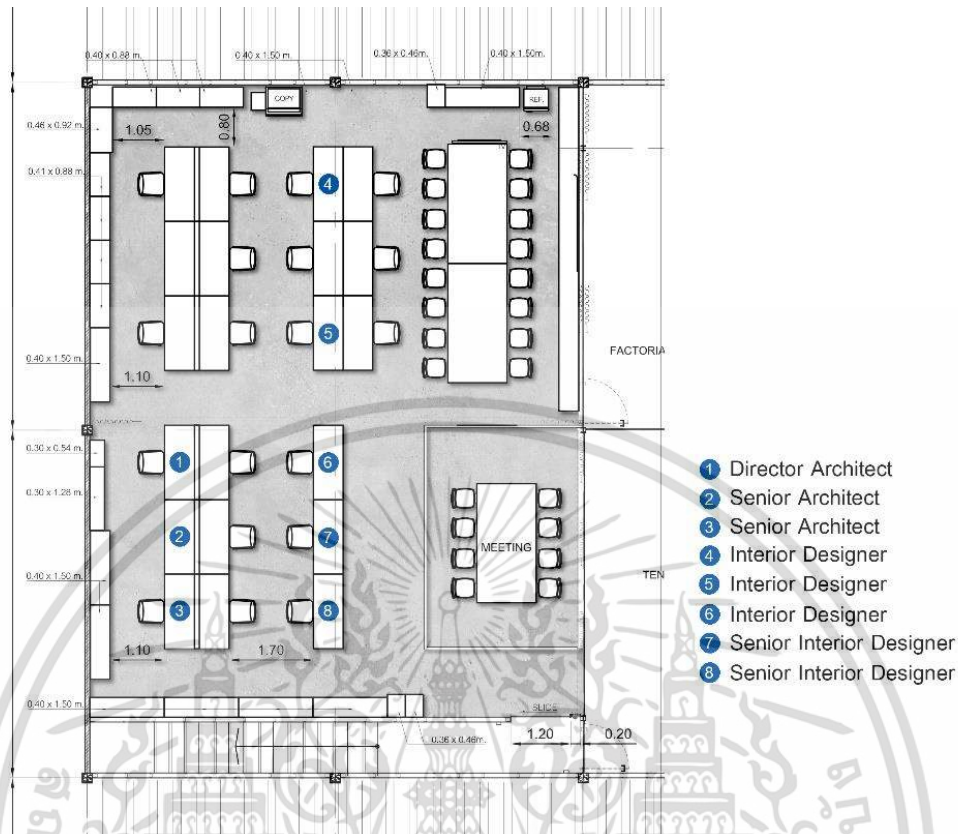 0.40 x 0.88 m.
0.40 x 1.50 m.
0.36 x 0.46m.
0.40 x 1.50m.
COPY
REF.
0.46 x 0.92 m.
1.05
0.80
0.68
0.41 x 0.88 m.
4
5
FACTORIA
0.40 x 1.50 m.
1.10
0.30 x 0.54 m.
1
6
0.30 x 1.28 m.
2
7
MEETING
0.40 x 1.50 m.
TEN
3
8
1.10
1.70
0.40 x 1.50 m.
SLICE
0.36 x 0.46m.
1.20
0.20
1 Director Architect
2 Senior Architect
3 Senior Architect
4 Interior Designer
5 Interior Designer
6 Interior Designer
7 Senior Interior Designer
8 Senior Interior Designer